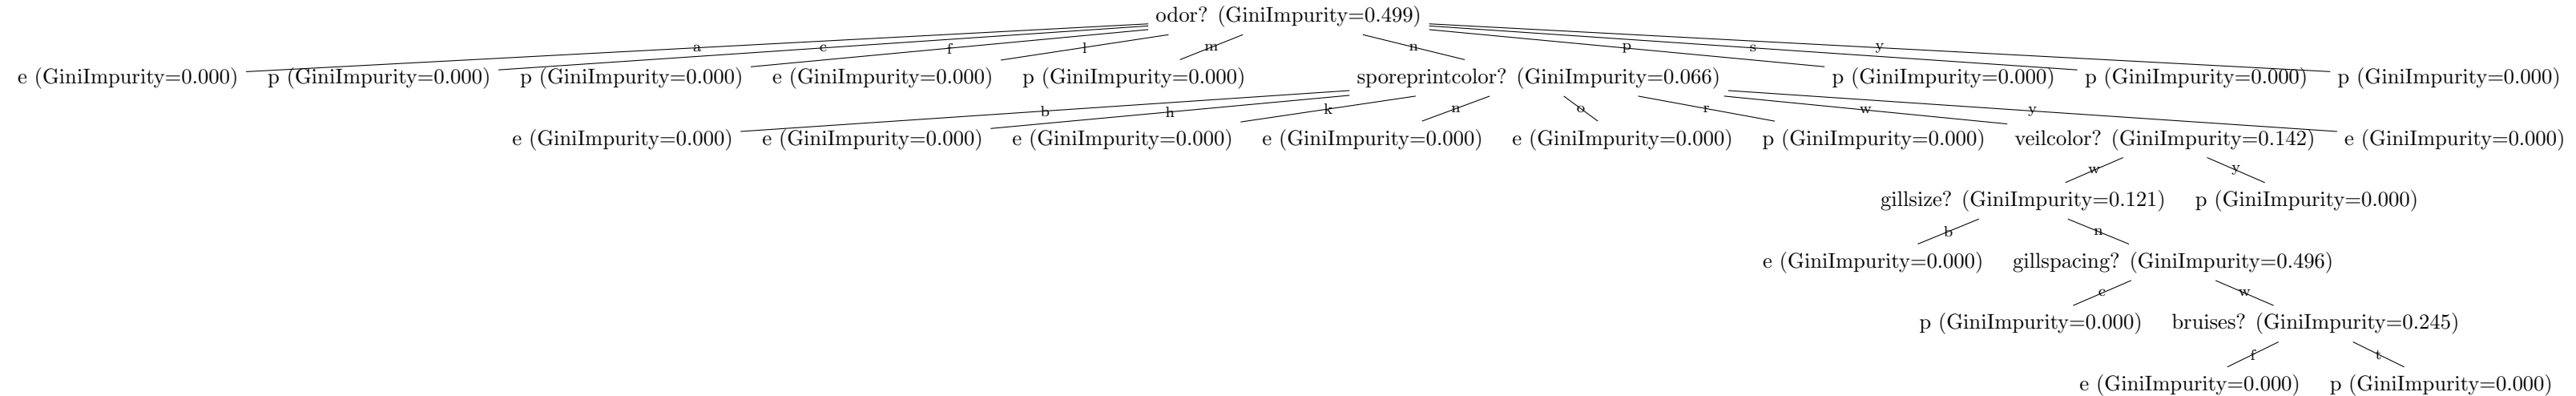 odor? (GiniImpurity=0.499)
a c f l m n p s y
e (GiniImpurity=0.000) p (GiniImpurity=0.000) p (GiniImpurity=0.000) e (GiniImpurity=0.000) p (GiniImpurity=0.000) sporeprintcolor? (GiniImpurity=0.066) p (GiniImpurity=0.000) p (GiniImpurity=0.000) p (GiniImpurity=0.000)
b h k n o r w y
e (GiniImpurity=0.000) e (GiniImpurity=0.000) e (GiniImpurity=0.000) e (GiniImpurity=0.000) e (GiniImpurity=0.000) p (GiniImpurity=0.000) veilcolor? (GiniImpurity=0.142) e (GiniImpurity=0.000)
w y
gillsize? (GiniImpurity=0.121) p (GiniImpurity=0.000)
b n
e (GiniImpurity=0.000) gillspacing? (GiniImpurity=0.496)
c w
p (GiniImpurity=0.000) bruises? (GiniImpurity=0.245)
f t
e (GiniImpurity=0.000) p (GiniImpurity=0.000)